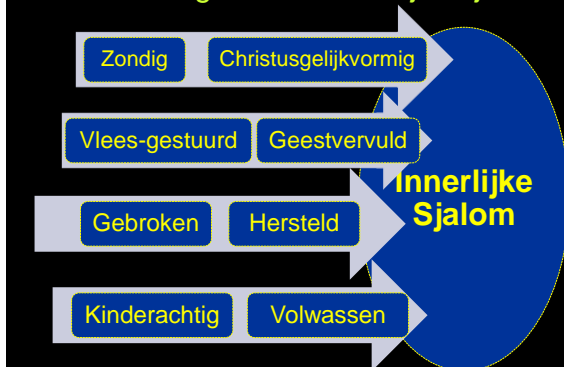 Zondig Christusgelijkvormig
Vlees-gestuurd Geestvervuld
Innerlijke
Sjalom
Gebroken Hersteld
Kinderachtig Volwassen